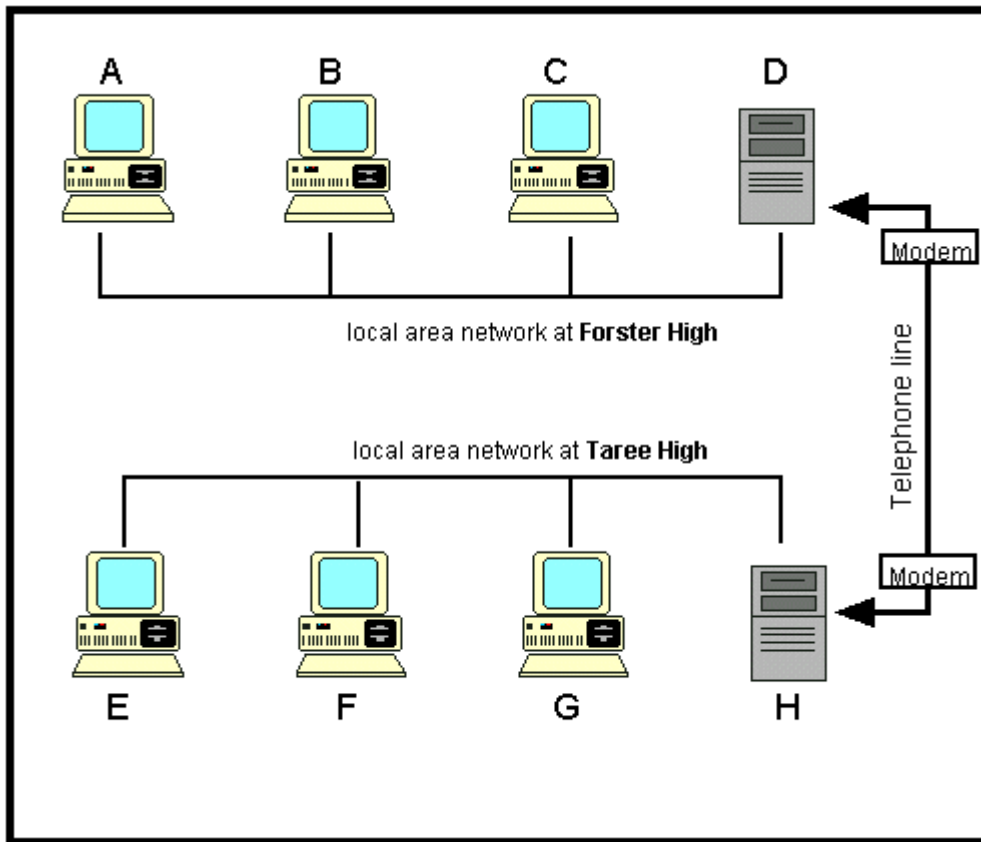 A B C D
Modem
local area network at Forster High
Telephone line
local area network at Taree High
Modem
E F G H